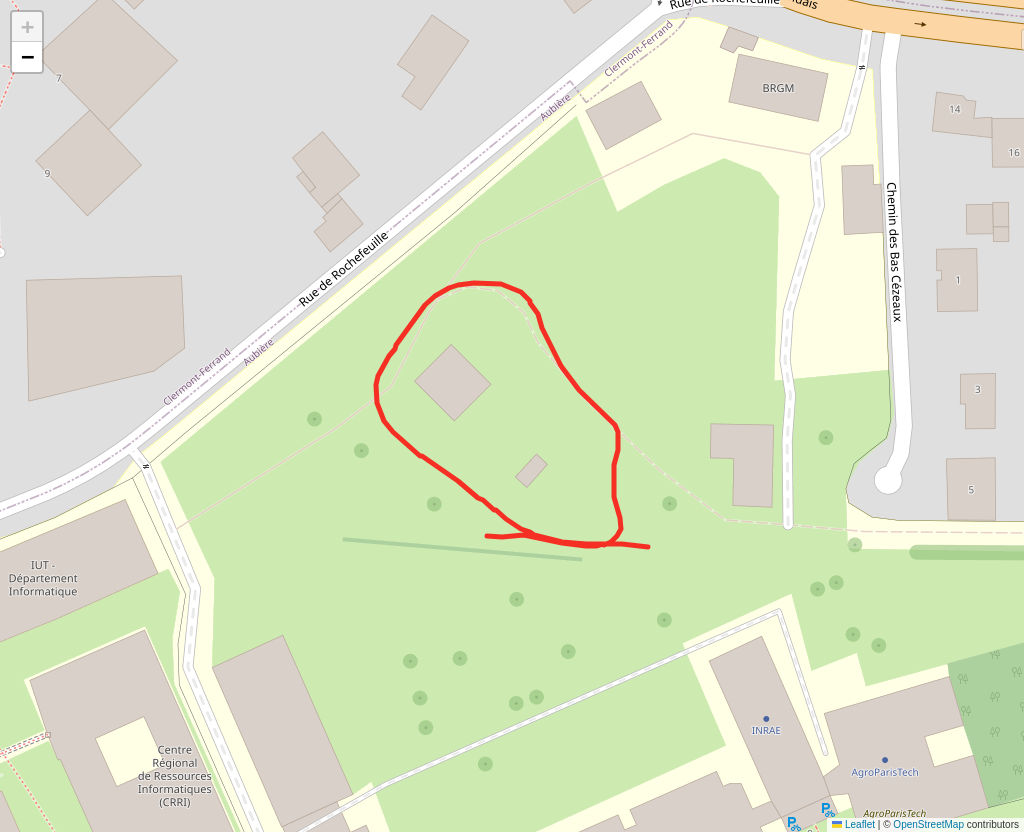 +
−
Rue de Rochefeuille
Clermont-Ferrand
Aubière
BRGM
14
16
7
9
Rue de Rochefeuille
Chemin des Bas Cézeaux
1
Clermont-Ferrand
Aubière
3
5
IUT -
Département
Informatique
INRAE
Centre
Régional
de Ressources
Informatiques
(CRRI)
AgroParisTech
AgroParisTech
Leaflet | © OpenStreetMap contributors